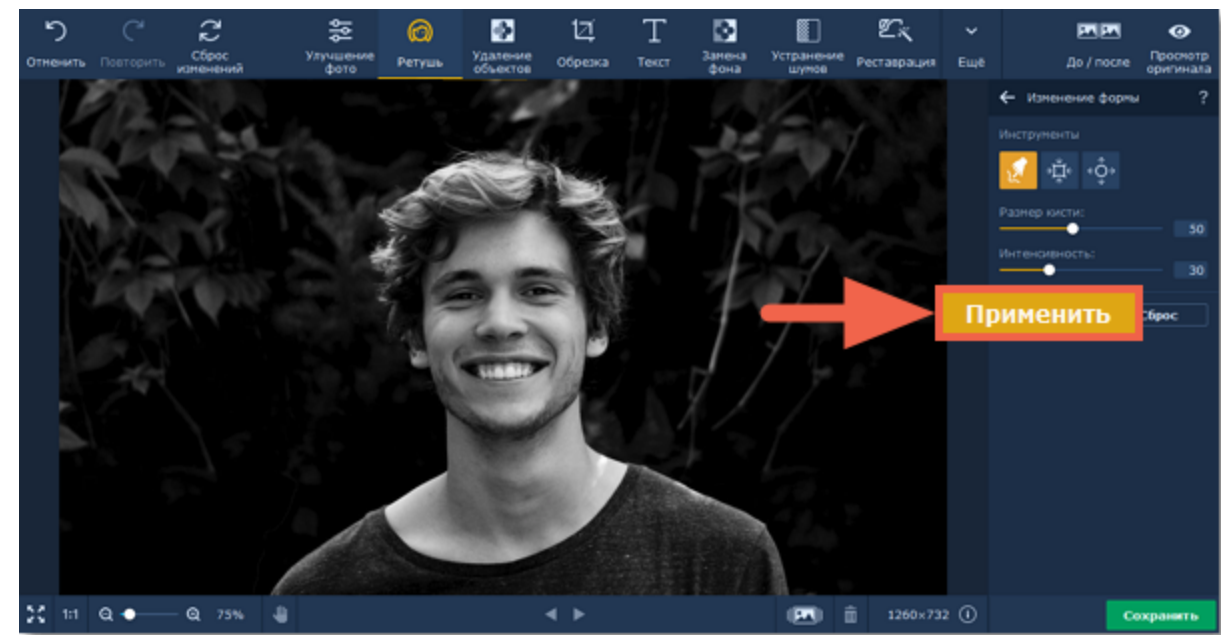 Отменить
Повторить
Сброс
изменений
Улучшение
фото
Ретушь
Удаление
объектов
Обрезка
Текст
Замена
фона
Устранение
шумов
Реставрация
Ещё
До / после
Просмотр
оригинала
Изменение формы ?
Инструменты
Размер кисти:
50
Интенсивность:
30
Применить
Сброс
1:1
75%
1260×732
Сохранить